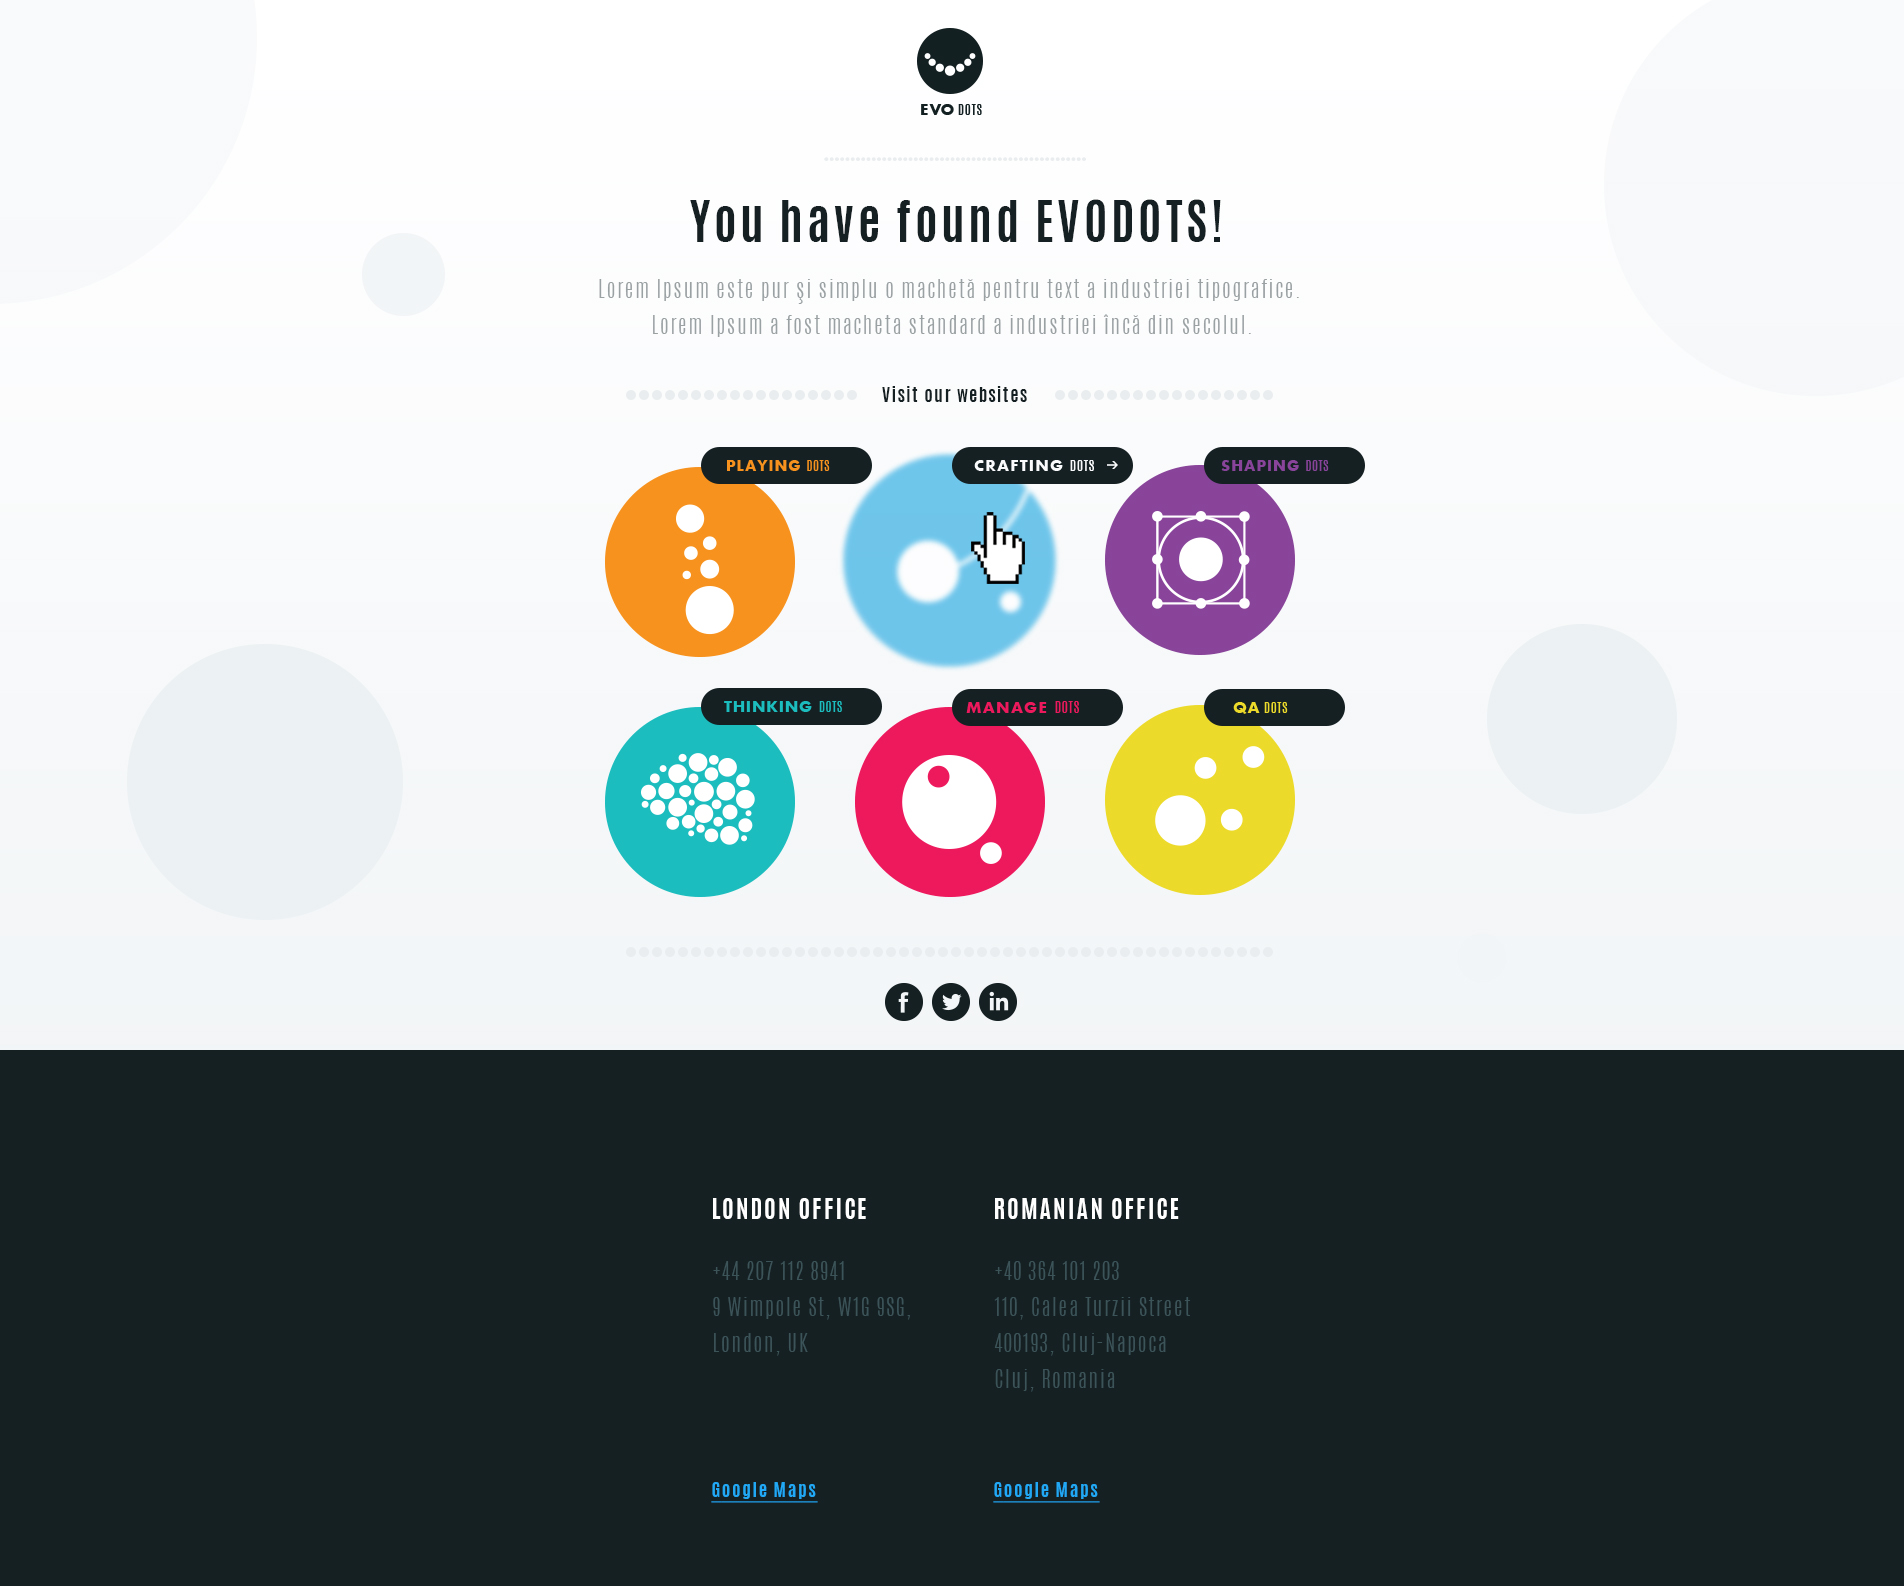 EVO DOTS
You have found EVODOTS!
Lorem Ipsum este pur și simplu o machetă pentru text a industriei tipografice.
Lorem Ipsum a fost macheta standard a industriei încă din secolul.
Visit our websites
PLAYING DOTS
CRAFTING DOTS →
SHAPING DOTS
THINKING DOTS
MANAGE DOTS
QA DOTS
f
in
LONDON OFFICE
+44 207 112 8941
9 Wimpole St, W1G 9SG,
London, UK
Google Maps
ROMANIAN OFFICE
+40 364 101 203
110, Calea Turzii Street
400193, Cluj-Napoca
Cluj, Romania
Google Maps